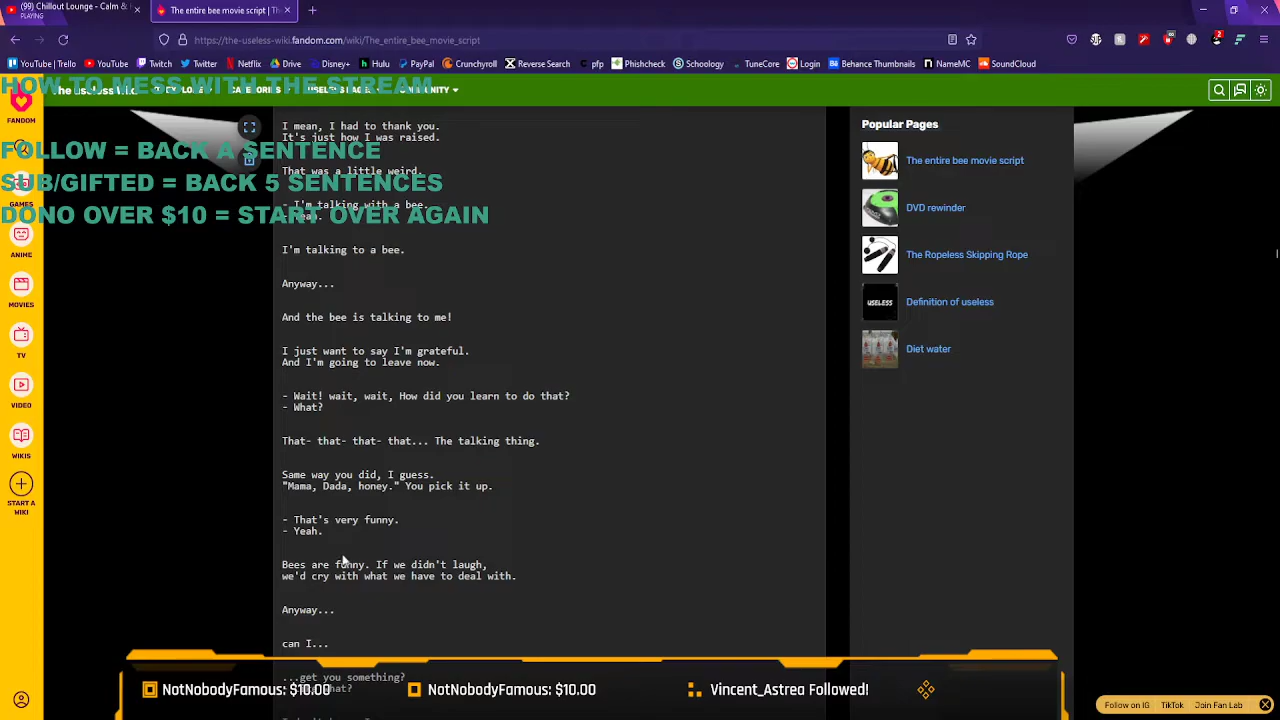 (99) Chillout Lounge - Calm &
PLAYING
The entire bee movie script | T
https://the-useless-wiki.fandom.com/wiki/The_entire_bee_movie_script
YouTube | Trello
YouTube
Twitch
Twitter
Netflix
Drive
Disney+
Hulu
PayPal
Crunchyroll
Reverse Search
pfp
Phishcheck
Schoology
TuneCore
Login
Behance Thumbnails
NameMC
SoundCloud
HOW TO MESS WITH THE STREAM
FOLLOW = BACK A SENTENCE
SUB/GIFTED = BACK 5 SENTENCES
DONO OVER $10 = START OVER AGAIN
FANDOM
GAMES
ANIME
MOVIES
TV
VIDEO
WIKIS
START A
WIKI
I mean, I had to thank you.
It's just how I was raised.
That was a little weird.
- I'm talking with a bee.
- Yeah.
I'm talking to a bee.
Anyway...
And the bee is talking to me!
I just want to say I'm grateful.
And I'm going to leave now.
- Wait! wait, wait, How did you learn to do that?
- What?
That- that- that- that... The talking thing.
Same way you did, I guess.
"Mama, Dada, honey." You pick it up.
- That's very funny.
- Yeah.
Bees are funny. If we didn't laugh,
we'd cry with what we have to deal with.
Anyway...
can I...
...get you something?
Popular Pages
The entire bee movie script
DVD rewinder
The Ropeless Skipping Rope
USELESS
Definition of useless
Diet water
NotNobodyFamous: $10.00
NotNobodyFamous: $10.00
Vincent_Astrea Followed!
Follow on IG
TikTok
Join Fan Lab